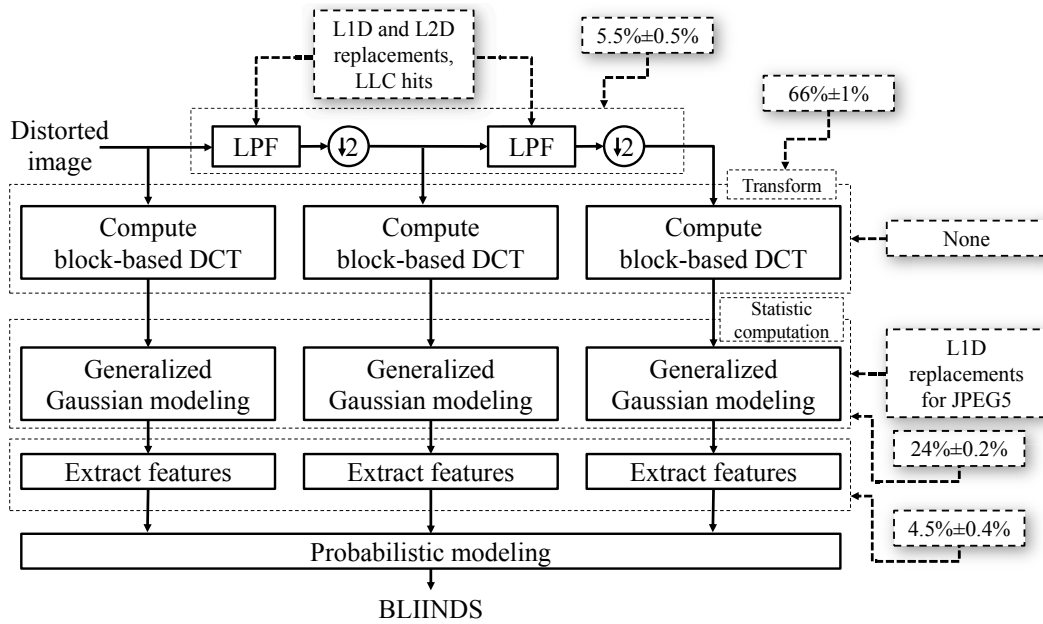 L1D and L2D
replacements,
LLC hits
5.5%±0.5%
66%±1%
Distorted
image
LPF
↓2
LPF
↓2
Transform
Compute
block-based DCT
Compute
block-based DCT
Compute
block-based DCT
None
Statistic
computation
Generalized
Gaussian modeling
Generalized
Gaussian modeling
Generalized
Gaussian modeling
L1D
replacements
for JPEG5
24%±0.2%
Extract features
Extract features
Extract features
4.5%±0.4%
Probabilistic modeling
BLIINDS